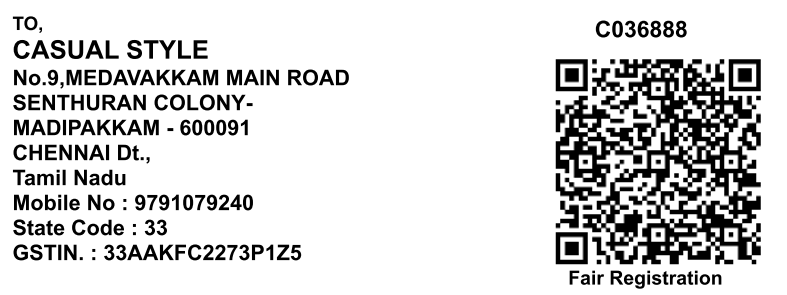 TO,
CASUAL STYLE
No.9,MEDAVAKKAM MAIN ROAD
SENTHURAN COLONY-
MADIPAKKAM - 600091
CHENNAI Dt.,
Tamil Nadu
Mobile No : 9791079240
State Code : 33
GSTIN. : 33AAKFC2273P1Z5
C036888
Fair Registration